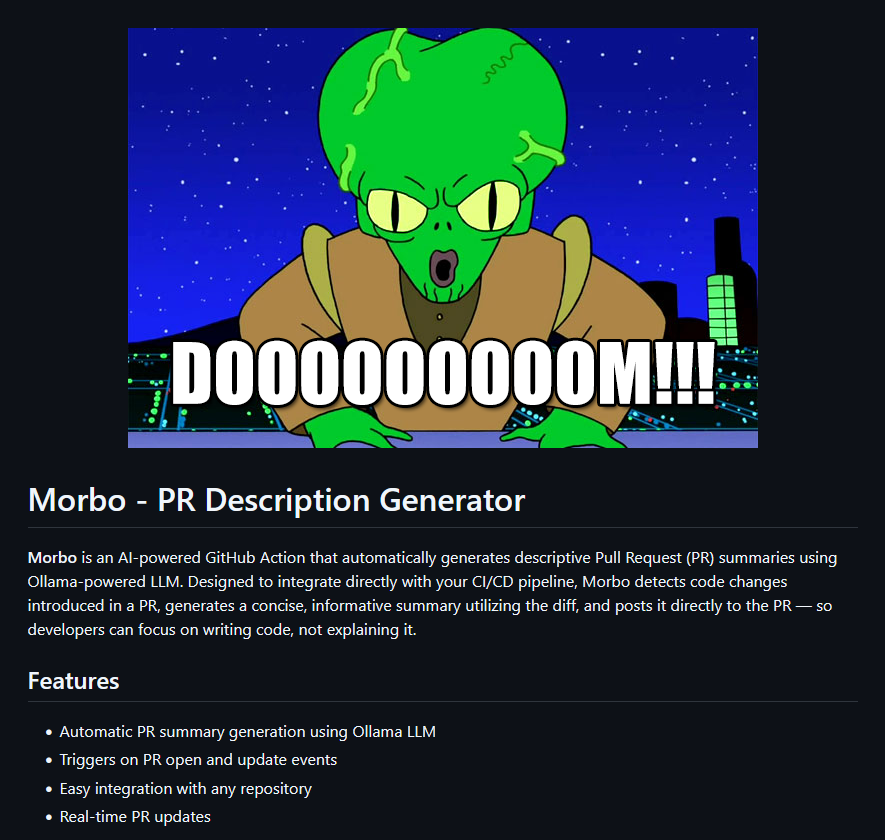 DOOOOOOOOOM!!!
Morbo - PR Description Generator
Morbo is an AI-powered GitHub Action that automatically generates descriptive Pull Request (PR) summaries using
Ollama-powered LLM. Designed to integrate directly with your CI/CD pipeline, Morbo detects code changes
introduced in a PR, generates a concise, informative summary utilizing the diff, and posts it directly to the PR — so
developers can focus on writing code, not explaining it.
Features
• Automatic PR summary generation using Ollama LLM
• Triggers on PR open and update events
• Easy integration with any repository
• Real-time PR updates